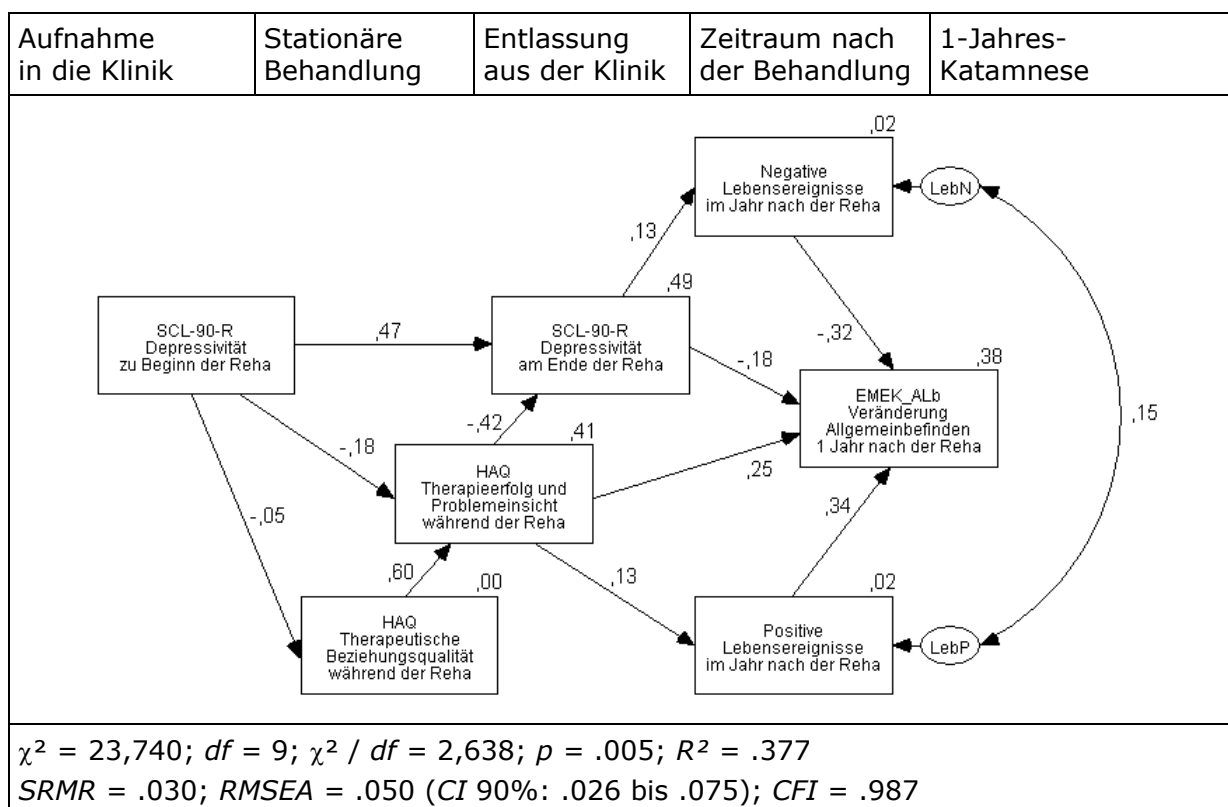 Aufnahme
in die Klinik
Stationäre
Behandlung
Entlassung
aus der Klinik
Zeitraum nach
der Behandlung
1-Jahres-
Katamnese
,02
Negative
Lebensereignisse
im Jahr nach der Reha
LebN
,13
,49
SCL-90-R
Depressivität
zu Beginn der Reha
,47
SCL-90-R
Depressivität
am Ende der Reha
-,32
-,18
,38
EMEK_ALb
Veränderung
Allgemeinbefinden
1 Jahr nach der Reha
,15
-,42
,41
-,18
HAQ
Therapieerfolg und
Problemeinsicht
während der Reha
,25
,34
-,05
,60
,00
,13
,02
HAQ
Therapeutische
Beziehungsqualität
während der Reha
Positive
Lebensereignisse
im Jahr nach der Reha
LebP
χ² = 23,740; df = 9; χ² / df = 2,638; p = .005; R² = .377
SRMR = .030; RMSEA = .050 (CI 90%: .026 bis .075); CFI = .987